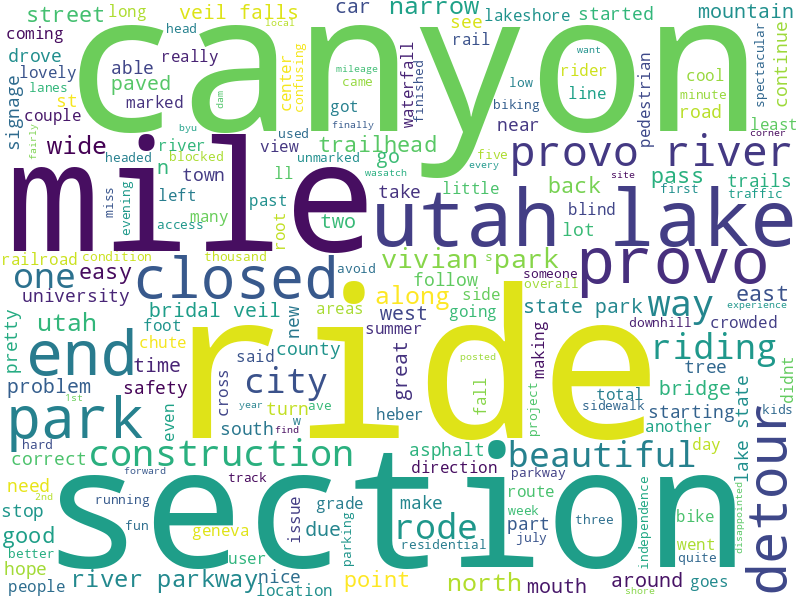 street long veil falls car narrow lakeshore started mountain
coming head local see
drove lovely really able center confusing rail waterfall finished pedestrian spectacular continue
signage lanes st paved marked got mileage came want rider cool
couple canyon dam line minute
wide byu used finally biking low near road least
fairly river view trailhead five corner
n headed blocked unmarked go provo river
mile town ll wasatch every site pass trails
evening left past take little back first traffic
miss access many root two utah lake blind lot
railroad condition thousand avoid vivian park someone provo east
one easy closed along follow side state park way overall downhill experience
university bridal veil areas going crowded
utah foot new summer west making
pretty chute time said county great riding
problem safety cross city posted bridge tree didnt
end ride heber fall project total kids
1st even year turn ave sidewalk starting
park south w find another
hard correct construction asphalt beautiful day lake state
need forward track direction parkway detour
stop 2nd running grade make route bike
good fun issue due rode week part three independence went disappointed
better geneva user section parking residential july quite
hope people river parkway nice location point north mouth around goes shore